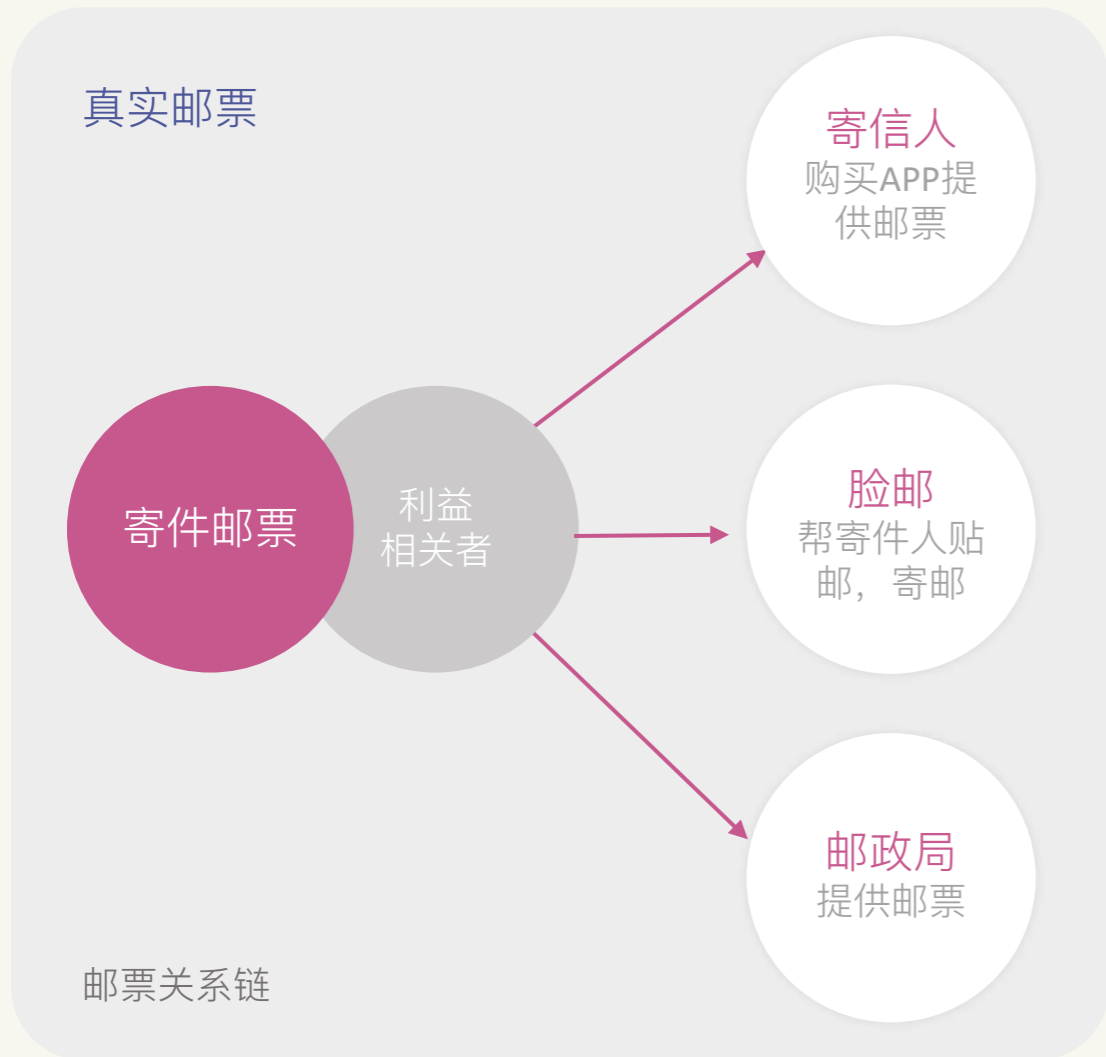 真实邮票
寄信人
购买APP提
供邮票
寄件邮票
利益
相关者
脸邮
帮寄件人贴
邮，寄邮
邮政局
提供邮票
邮票关系链